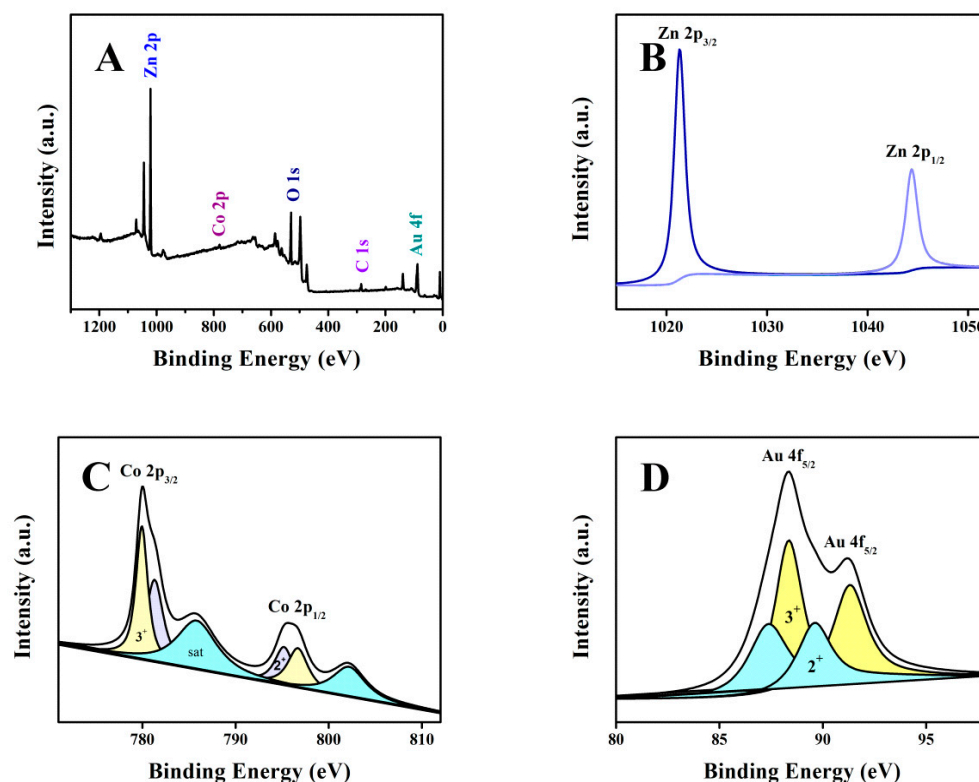 A
Zn 2p
Co 2p
O 1s
C 1s
Au 4f
Intensity (a.u.)
1200 1000 800 600 400 200 0
Binding Energy (eV)
B
Zn 2p3/2
Zn 2p1/2
Intensity (a.u.)
1020 1030 1040 1050
Binding Energy (eV)
C
Co 2p3/2
Co 2p1/2
3+
sat
2+
Intensity (a.u.)
780 790 800 810
Binding Energy (eV)
D
Au 4f5/2
Au 4f5/2
3+
2+
Intensity (a.u.)
80 85 90 95
Binding Energy (eV)